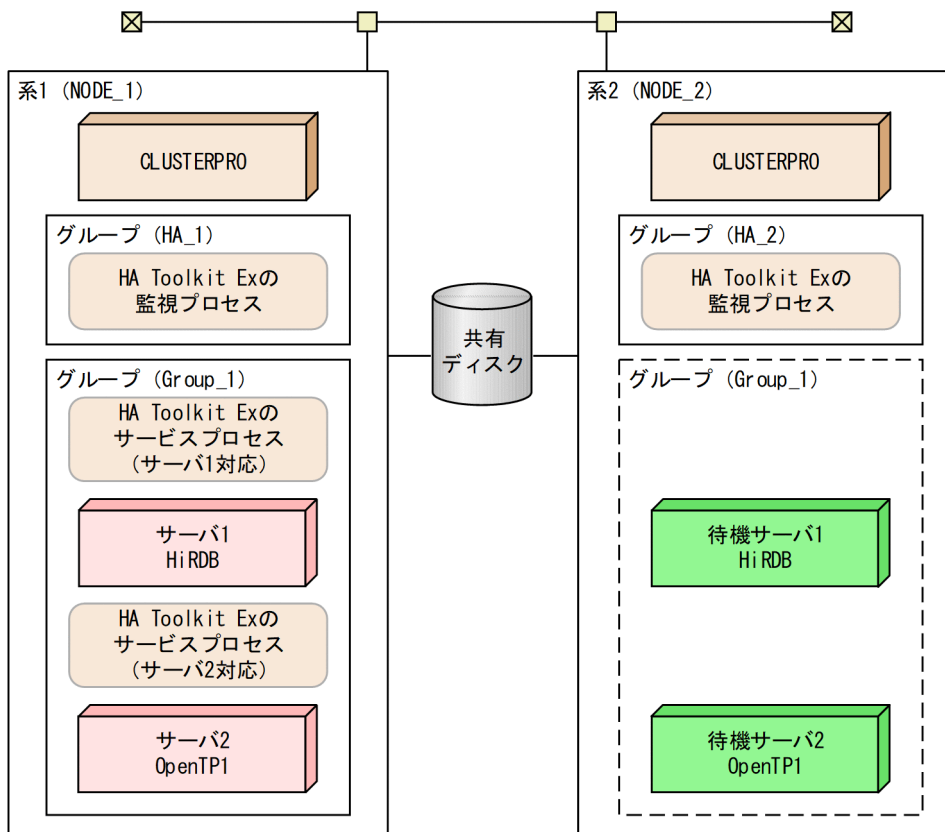 系1(NODE_1)
CLUSTERPRO
グループ(HA_1)
HA Toolkit Exの
監視プロセス
グループ(Group_1)
HA Toolkit Exの
サービスプロセス
(サーバ1対応)
サーバ1
HiRDB
HA Toolkit Exの
サービスプロセス
(サーバ2対応)
サーバ2
OpenTP1
共有
ディスク
系2(NODE_2)
CLUSTERPRO
グループ(HA_2)
HA Toolkit Exの
監視プロセス
グループ(Group_1)
待機サーバ1
HiRDB
待機サーバ2
OpenTP1